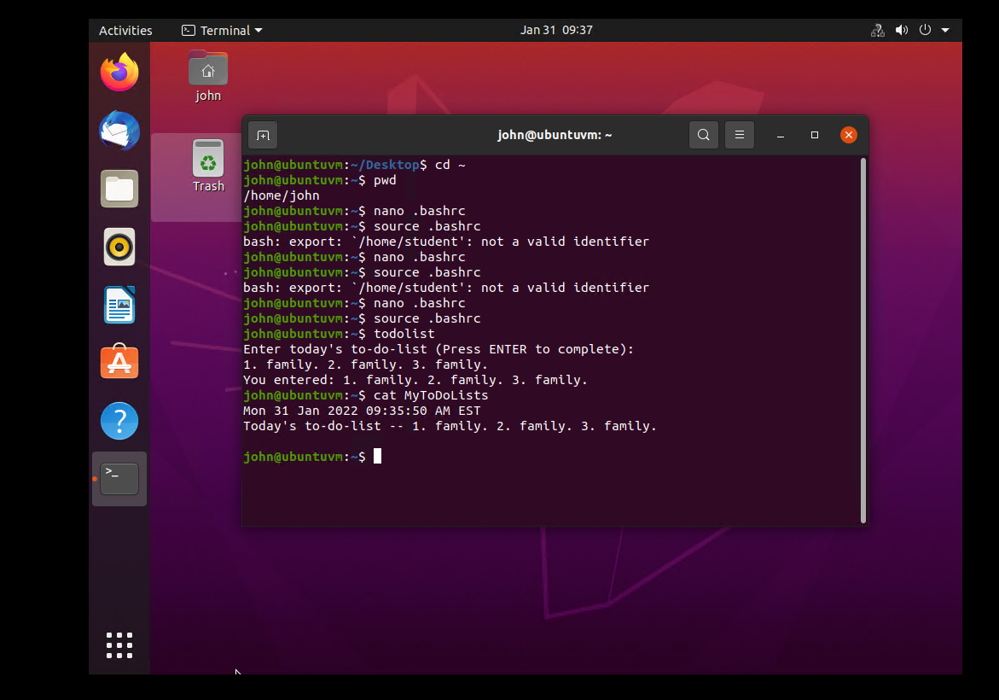 Activities Terminal Jan 31 09:37
john
Trash
john@ubuntuvm: ~
john@ubuntuvm:~/Desktop$ cd ~
john@ubuntuvm:~$ pwd
/home/john
john@ubuntuvm:~$ nano .bashrc
john@ubuntuvm:~$ source .bashrc
bash: export: `/home/student': not a valid identifier
john@ubuntuvm:~$ nano .bashrc
john@ubuntuvm:~$ source .bashrc
bash: export: `/home/student': not a valid identifier
john@ubuntuvm:~$ nano .bashrc
john@ubuntuvm:~$ source .bashrc
john@ubuntuvm:~$ todolist
Enter today's to-do-list (Press ENTER to complete):
1. family. 2. family. 3. family.
You entered: 1. family. 2. family. 3. family.
john@ubuntuvm:~$ cat MyToDoLists
Mon 31 Jan 2022 09:35:50 AM EST
Today's to-do-list -- 1. family. 2. family. 3. family.
john@ubuntuvm:~$